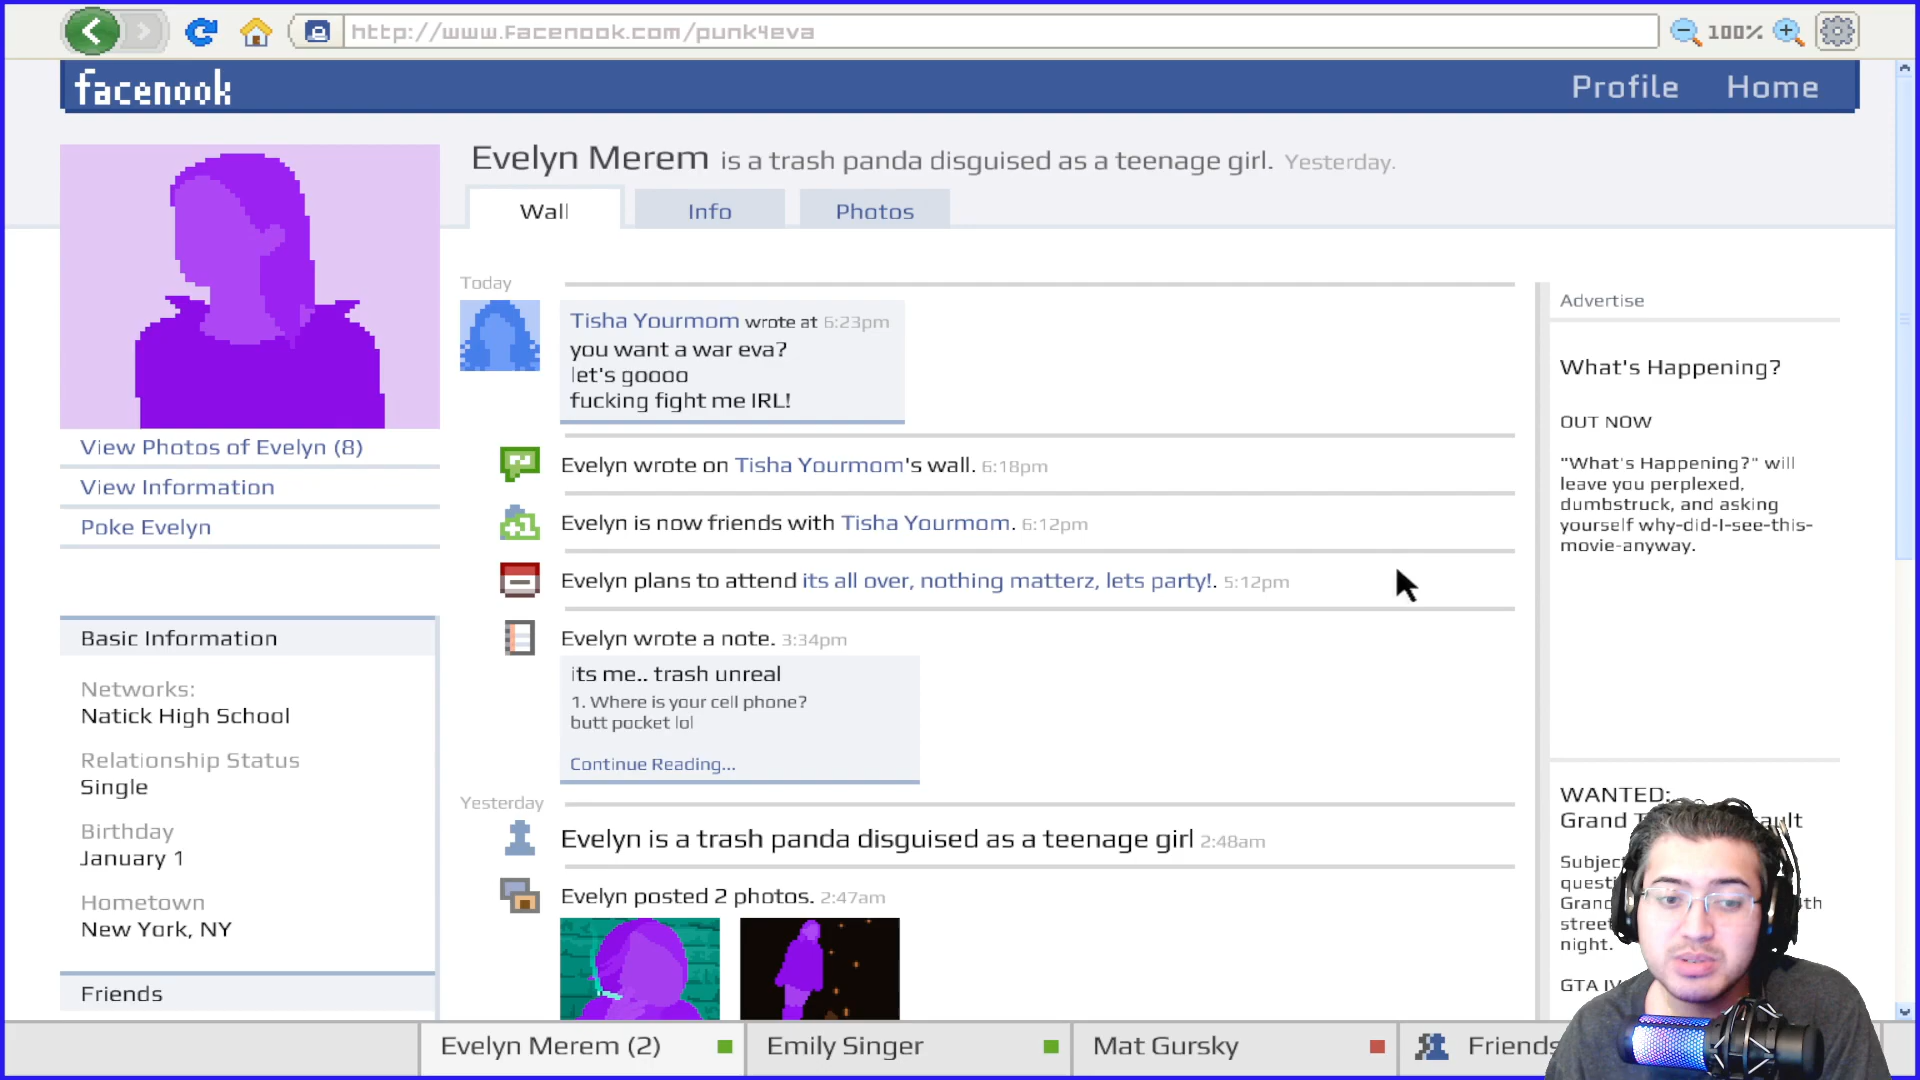 http://www.facenook.com/punk4eva
100%
facenook
Profile
Home
Evelyn Merem is a trash panda disguised as a teenage girl. Yesterday.
Wall
Info
Photos
View Photos of Evelyn (8)
View Information
Poke Evelyn
Basic Information
Networks:
Natick High School
Relationship Status
Single
Birthday
January 1
Hometown
New York, NY
Friends
Today
Tisha Yourmom wrote at 6:23pm
you want a war eva?
let's goooo
fucking fight me IRL!
Evelyn wrote on Tisha Yourmom's wall. 6:18pm
+1
Evelyn is now friends with Tisha Yourmom. 6:12pm
Evelyn plans to attend its all over, nothing matterz, lets party!. 5:12pm
Evelyn wrote a note. 3:34pm
its me.. trash unreal
1. Where is your cell phone?
butt pocket lol
Continue Reading...
Yesterday
Evelyn is a trash panda disguised as a teenage girl 2:48am
Evelyn posted 2 photos. 2:47am
Advertise
What's Happening?
OUT NOW
"What's Happening?" will
leave you perplexed,
dumbstruck, and asking
yourself why-did-I-see-this-
movie-anyway.
WANTED:
Grand
night.
GTA IV
Evelyn Merem (2)
Emily Singer
Mat Gursky
Friends